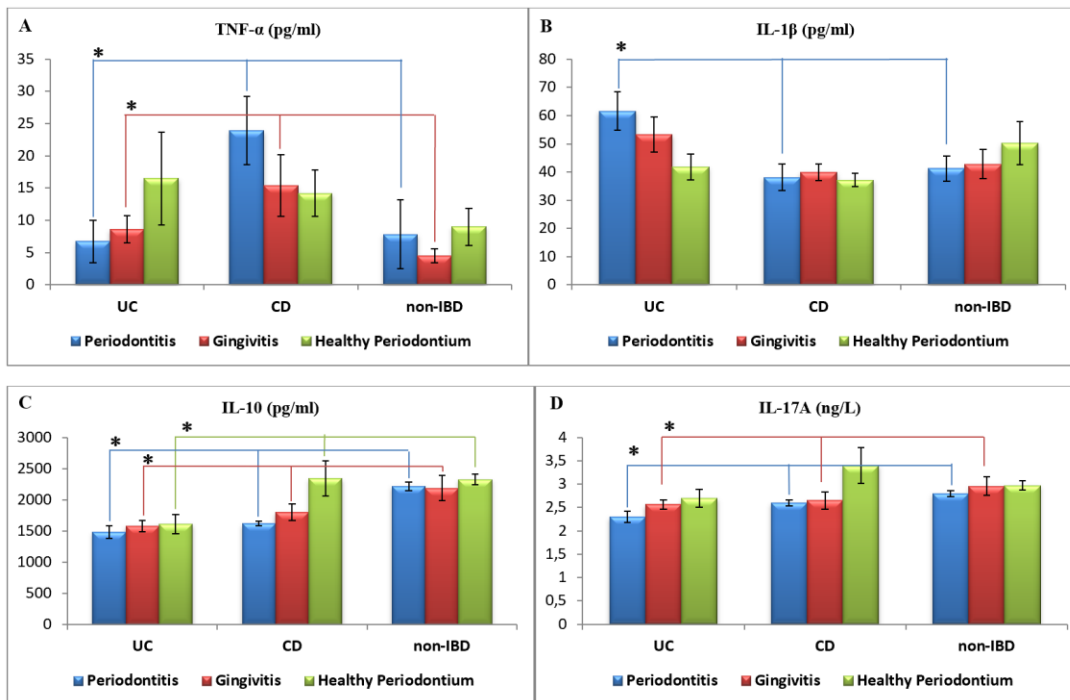 A
TNF-α (pg/ml)
*
*
35
30
25
20
15
10
5
0
UC CD non-IBD
Periodontitis Gingivitis Healthy Periodontium
B
IL-1β (pg/ml)
*
80
70
60
50
40
30
20
10
0
UC CD non-IBD
Periodontitis Gingivitis Healthy Periodontium
C
IL-10 (pg/ml)
*
*
*
3000
2500
2000
1500
1000
500
0
UC CD non-IBD
Periodontitis Gingivitis Healthy Periodontium
D
IL-17A (ng/L)
*
*
4
3,5
3
2,5
2
1,5
1
0,5
0
UC CD non-IBD
Periodontitis Gingivitis Healthy Periodontium